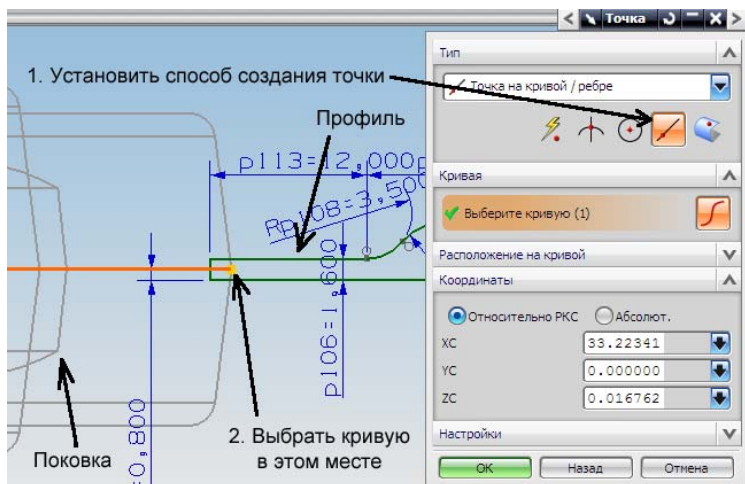 Точка
Тип
1. Установить способ создания точки
Точка на кривой / ребре
Профиль
p113=12,000
Кривая
Rp108=3,500
Выберите кривую (1)
Расположение на кривой
Координаты
p106=1,600
Относительно РКС
Абсолют.
XC
33.22341
YC
0.000000
ZC
0.016762
=0,800
2. Выбрать кривую
в этом месте
Поковка
Настройки
OK
Назад
Отмена